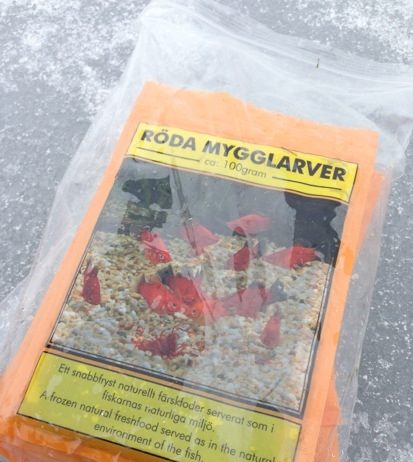 RÖDA MYGGLARVER
ca. 100gram
Ett snabbfryst naturellt färskfoder serverat som i
fiskarnas naturliga miljö.
A frozen natural freshfood served as in the natural
environment of the fish.